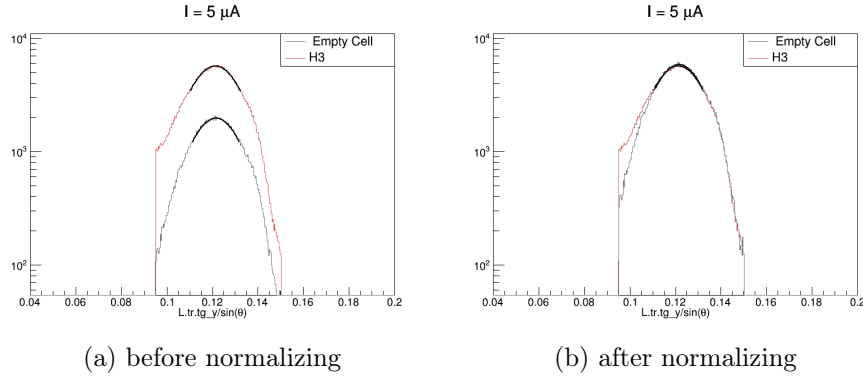 I = 5 μA
10⁴
10³
10²
Empty Cell
H3
0.04 0.06 0.08 0.1 0.12 0.14 0.16 0.18 0.2
L.tr.tg_y/sin(θ)
(a) before normalizing
I = 5 μA
10⁴
10³
10²
Empty Cell
H3
0.04 0.06 0.08 0.1 0.12 0.14 0.16 0.18 0.2
L.tr.tg_y/sin(θ)
(b) after normalizing